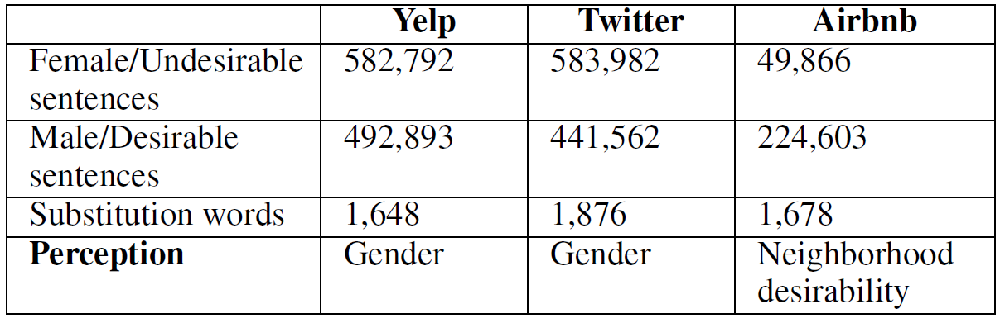 Yelp Twitter Airbnb
Female/Undesirable sentences 582,792 583,982 49,866
Male/Desirable sentences 492,893 441,562 224,603
Substitution words 1,648 1,876 1,678
Perception Gender Gender Neighborhood desirability